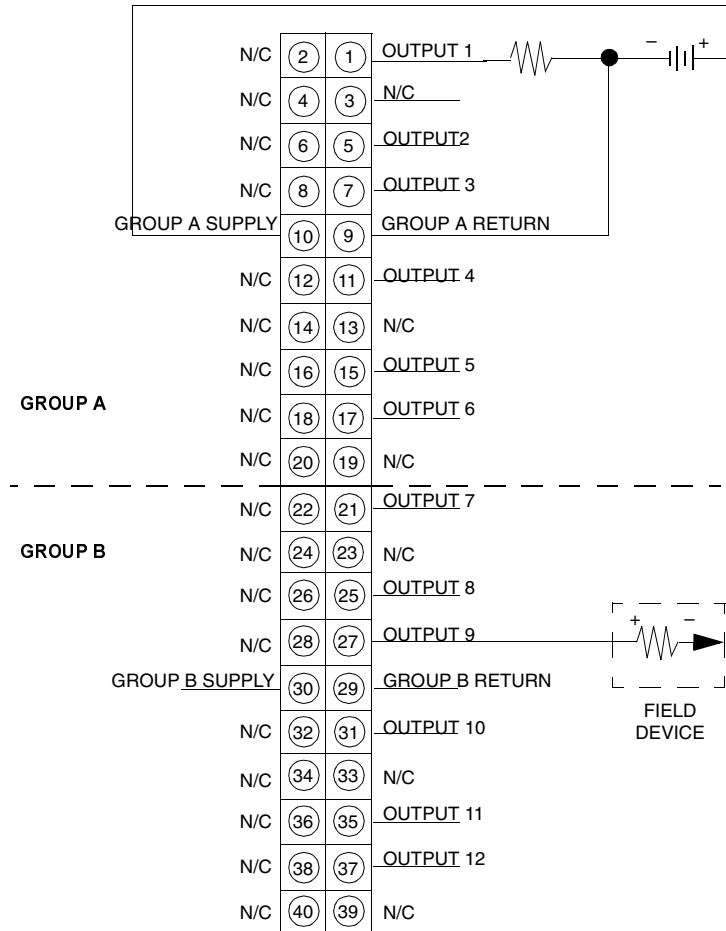 N/C 2 1 OUTPUT 1 − +
N/C 4 3 N/C
N/C 6 5 OUTPUT2
N/C 8 7 OUTPUT 3
GROUP A SUPPLY 10 9 GROUP A RETURN
N/C 12 11 OUTPUT 4
N/C 14 13 N/C
N/C 16 15 OUTPUT 5
GROUP A
N/C 18 17 OUTPUT 6
N/C 20 19 N/C
N/C 22 21 OUTPUT 7
GROUP B
N/C 24 23 N/C
N/C 26 25 OUTPUT 8
N/C 28 27 OUTPUT 9 + −
GROUP B SUPPLY 30 29 GROUP B RETURN
FIELD
DEVICE
N/C 32 31 OUTPUT 10
N/C 34 33 N/C
N/C 36 35 OUTPUT 11
N/C 38 37 OUTPUT 12
N/C 40 39 N/C